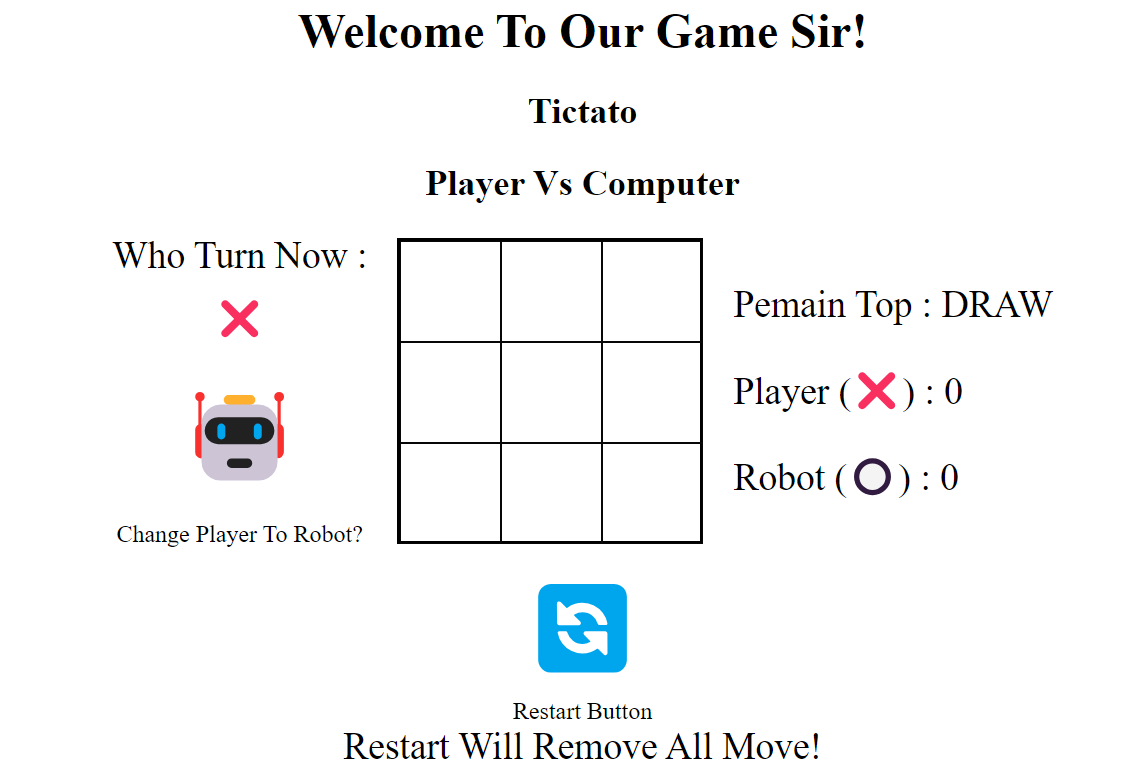 Welcome To Our Game Sir!
Tictato
Player Vs Computer
Who Turn Now :
❌
Change Player To Robot?
Pemain Top : DRAW
Player (❌) : 0
Robot (⭕) : 0
Restart Button
Restart Will Remove All Move!